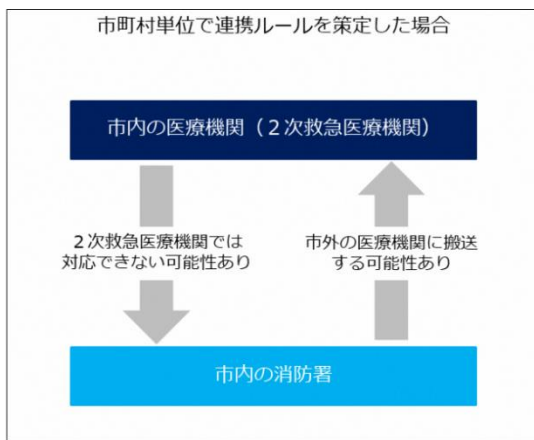 市町村単位で連携ルールを策定した場合
市内の医療機関（２次救急医療機関）
２次救急医療機関では
対応できない可能性あり
市外の医療機関に搬送
する可能性あり
市内の消防署